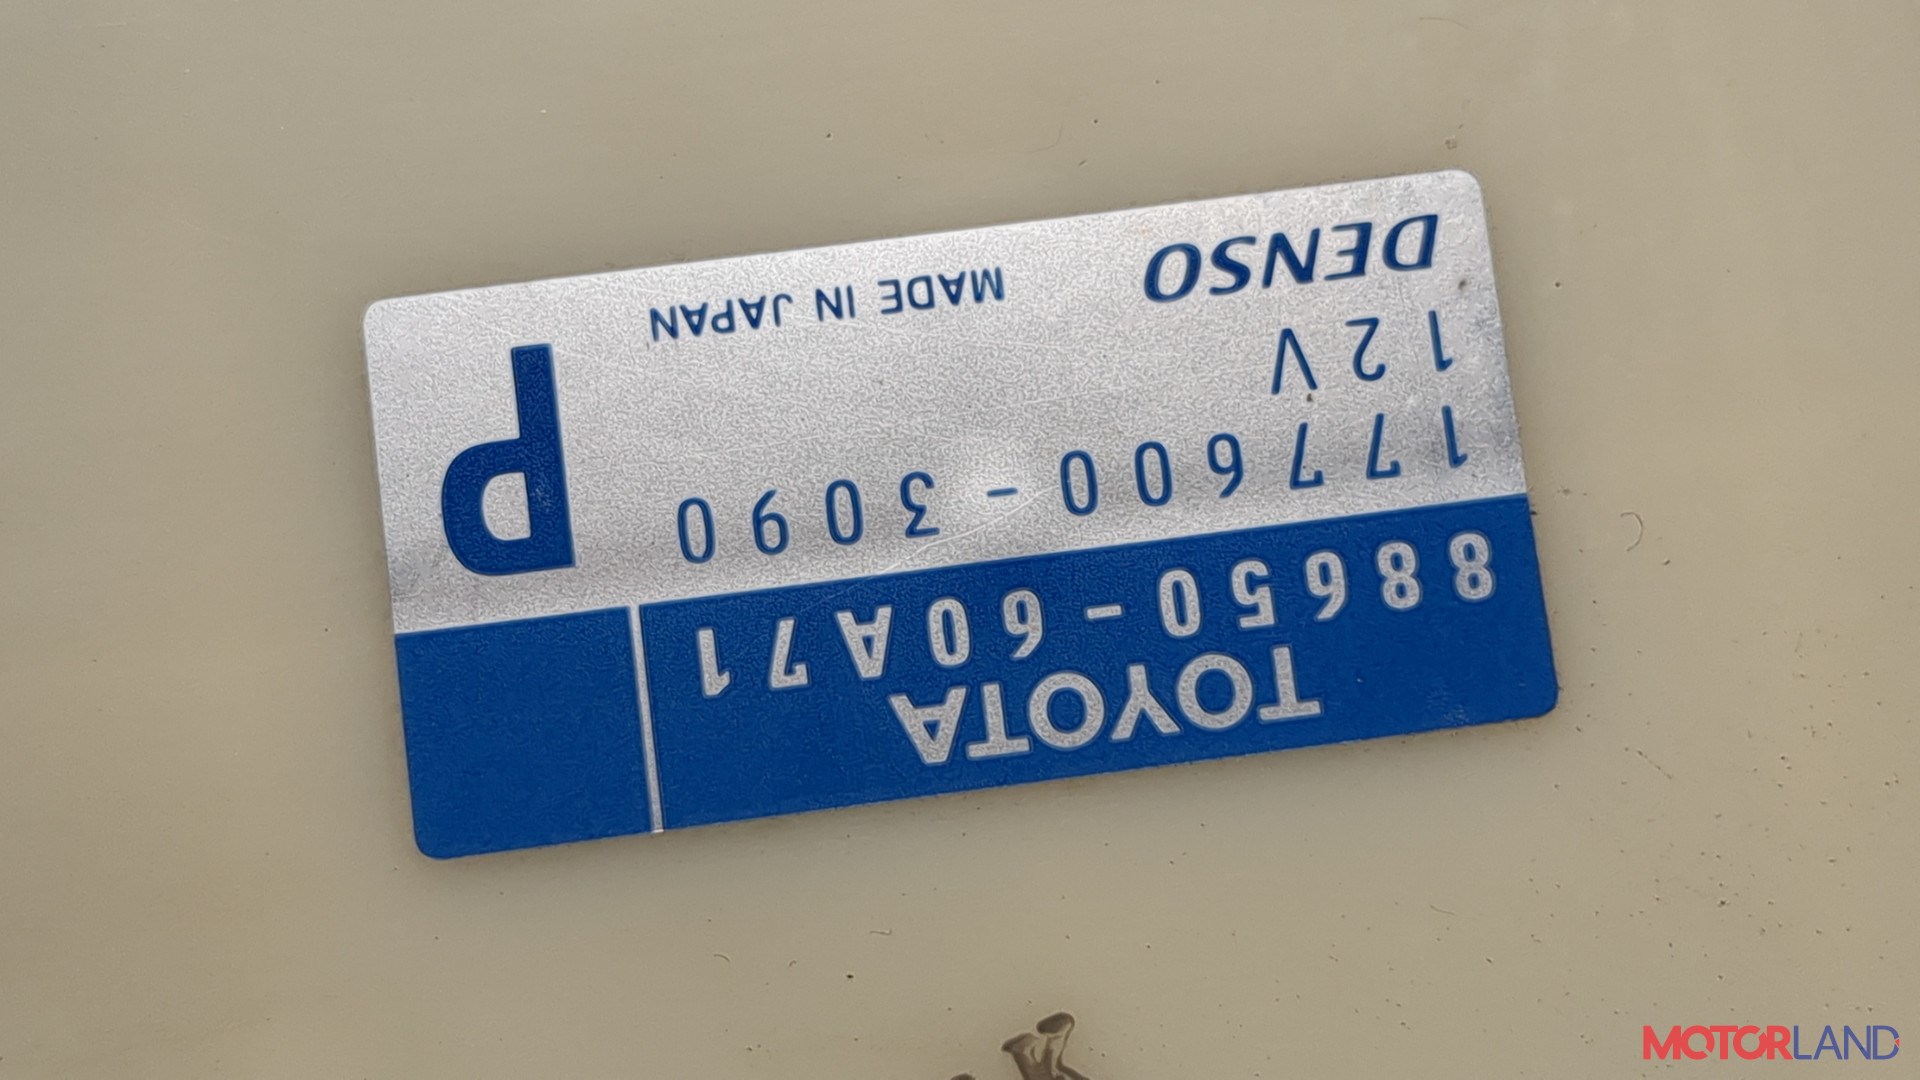 TOYOTA
88650-60A71
177600-3090
12V
DENSO MADE IN JAPAN
P
MOTORLAND